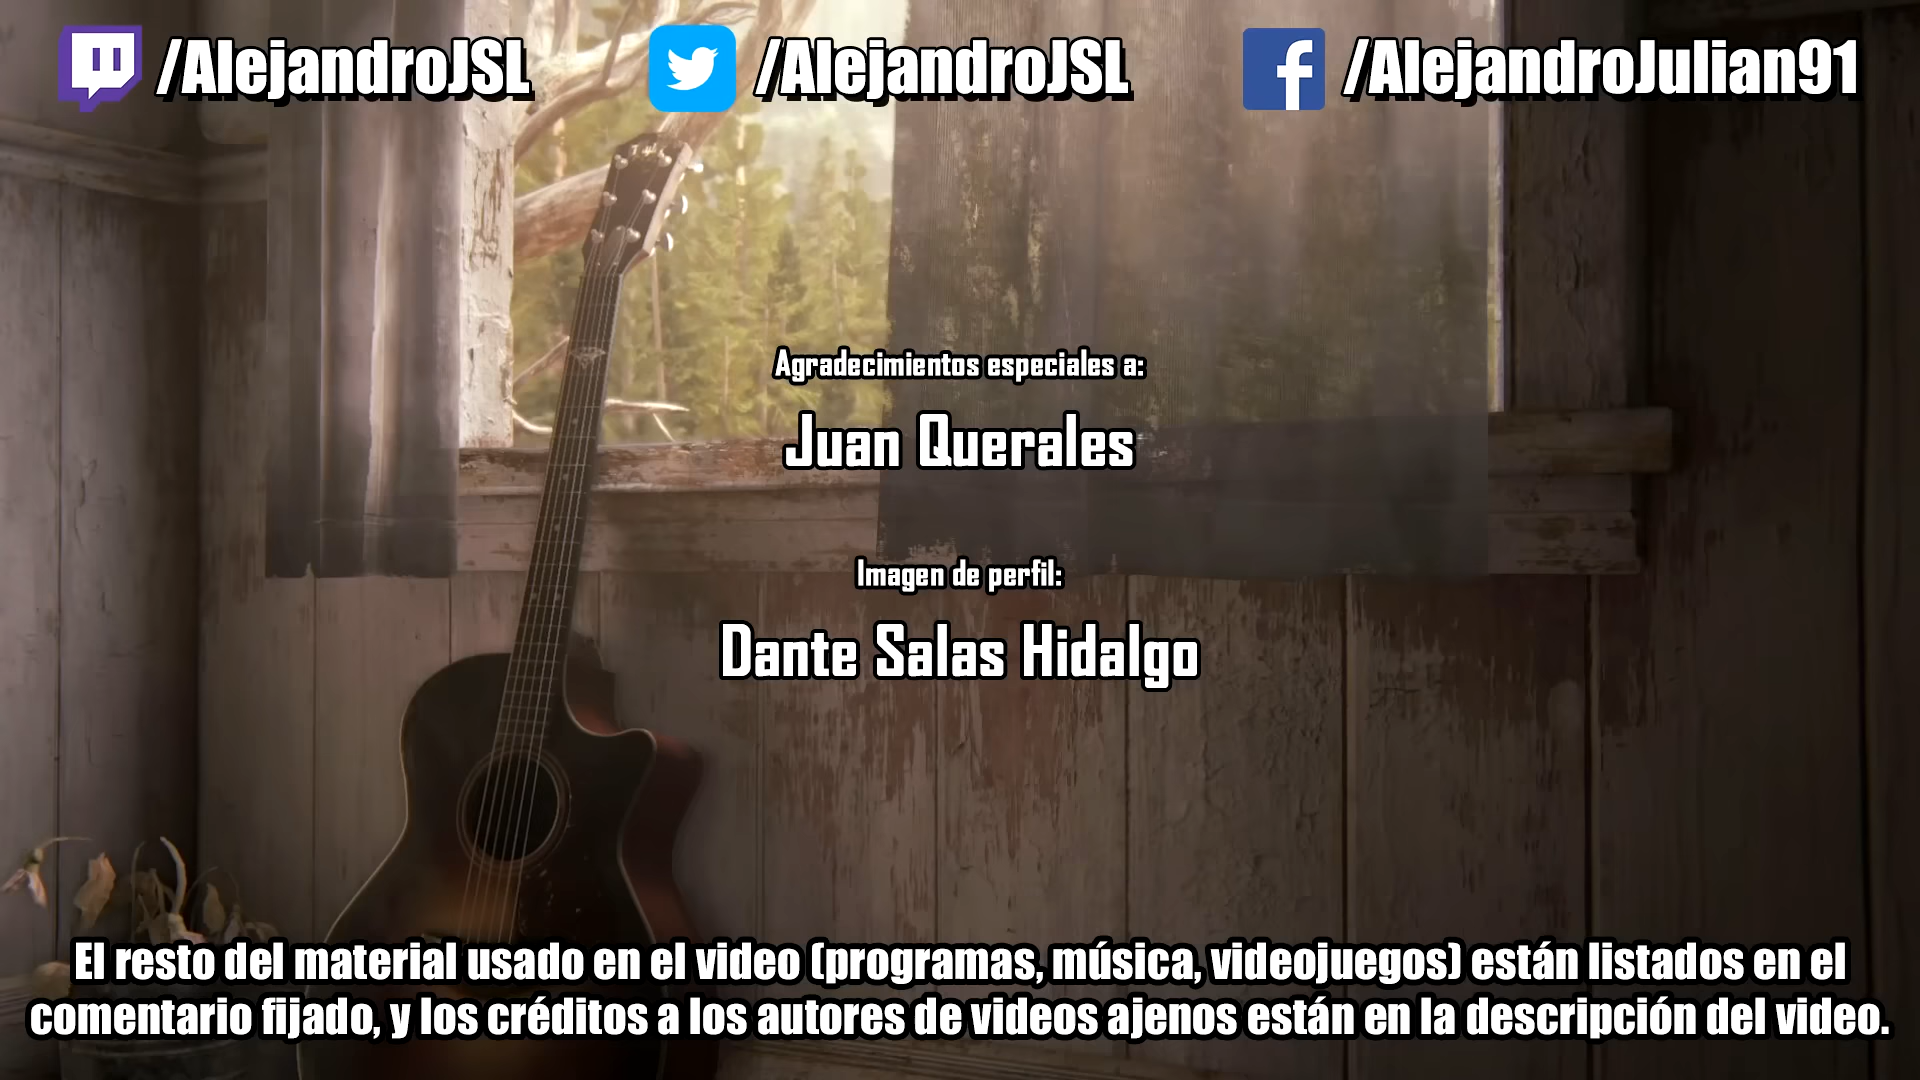 /AlejandroJSL /AlejandroJSL /AlejandroJulian91
Agradecimientos especiales a:
Juan Querales
Imagen de perfil:
Dante Salas Hidalgo
El resto del material usado en el video (programas, música, videojuegos) están listados en el
comentario fijado, y los créditos a los autores de videos ajenos están en la descripción del video.